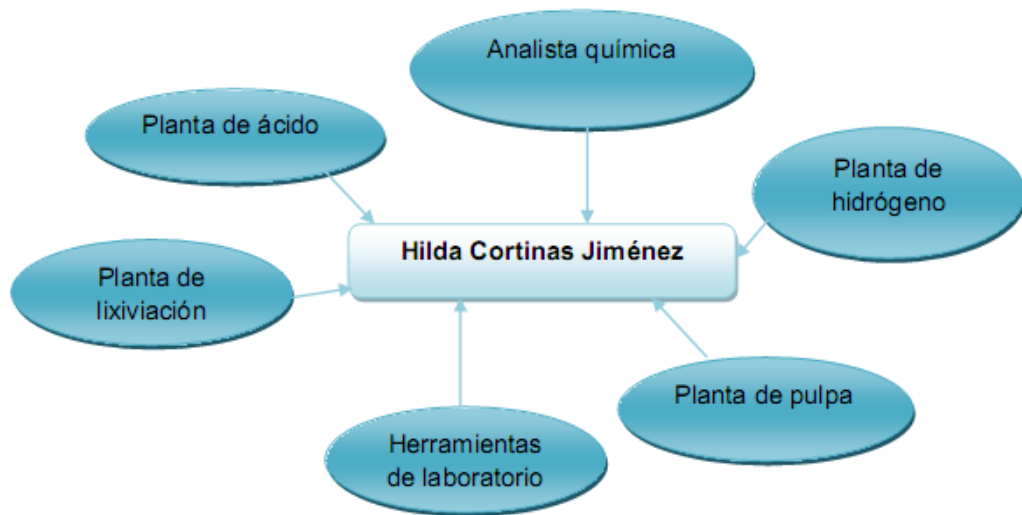 Analista química
Planta de ácido
Planta de
hidrógeno
Hilda Cortinas Jiménez
Planta de
lixiviación
Planta de pulpa
Herramientas
de laboratorio